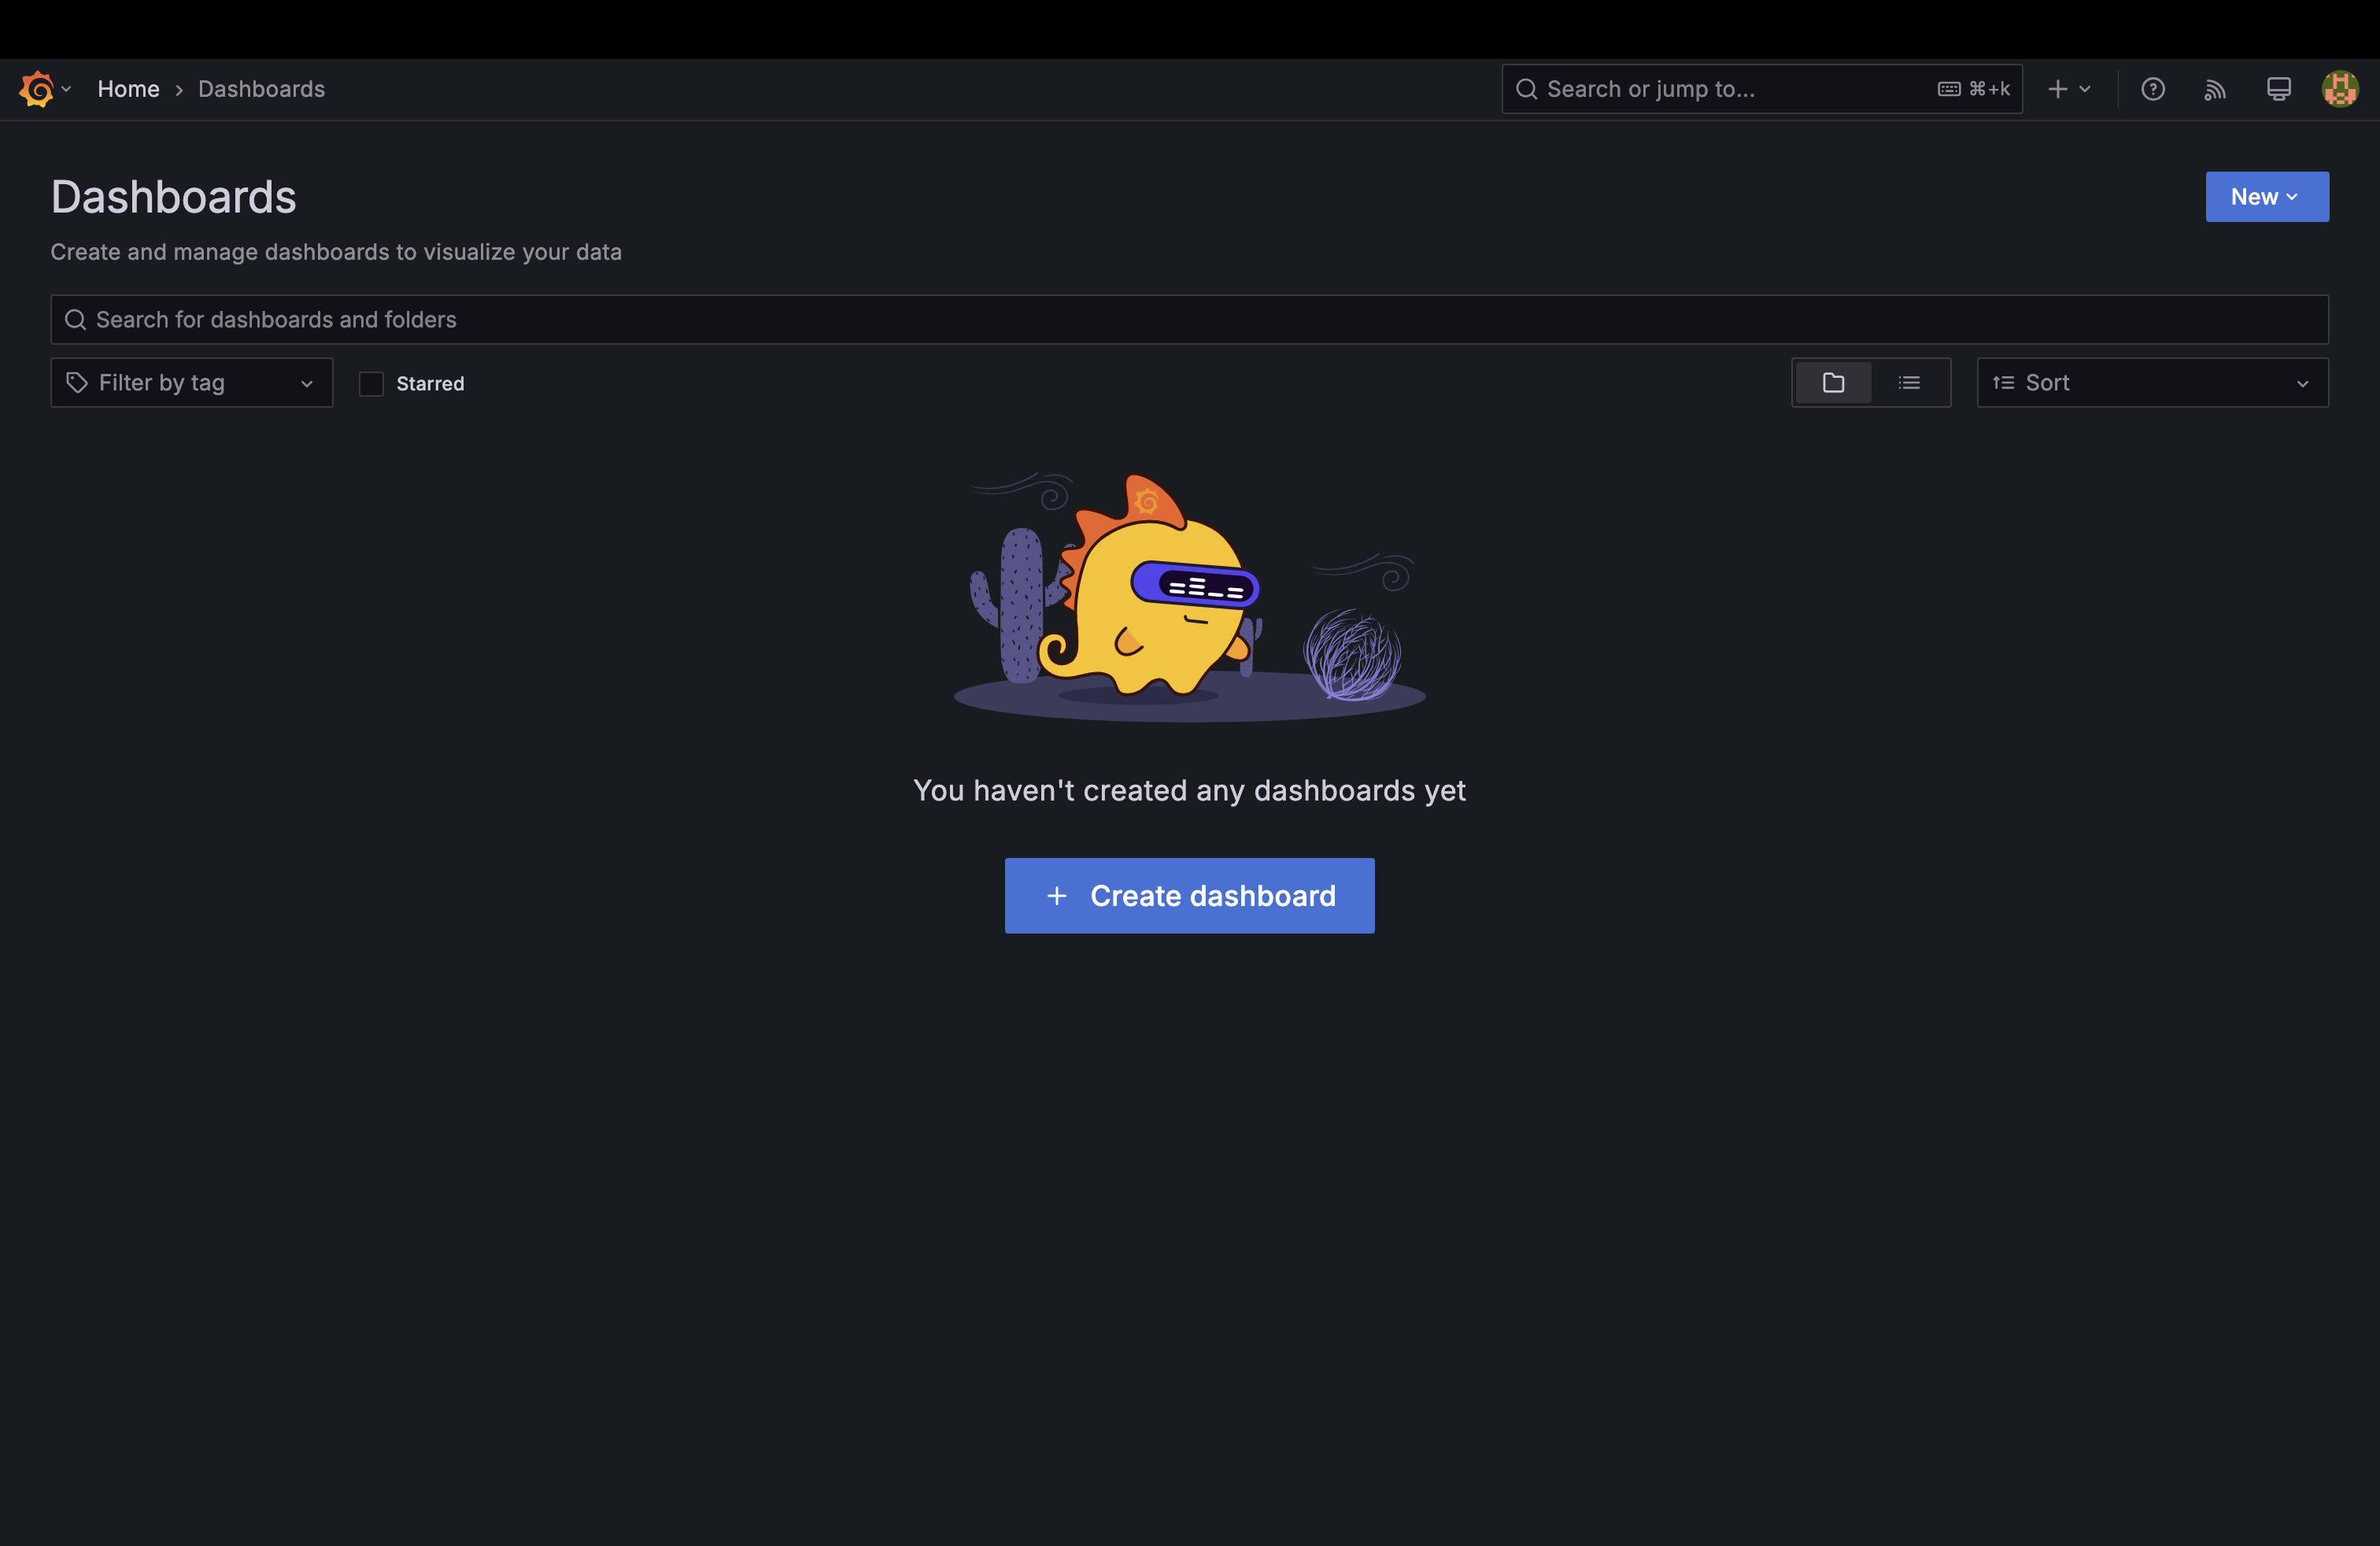 Home › Dashboards
Search or jump to...
⌘+k
Dashboards
New
Create and manage dashboards to visualize your data
Search for dashboards and folders
Filter by tag
Starred
Sort
You haven't created any dashboards yet
+ Create dashboard